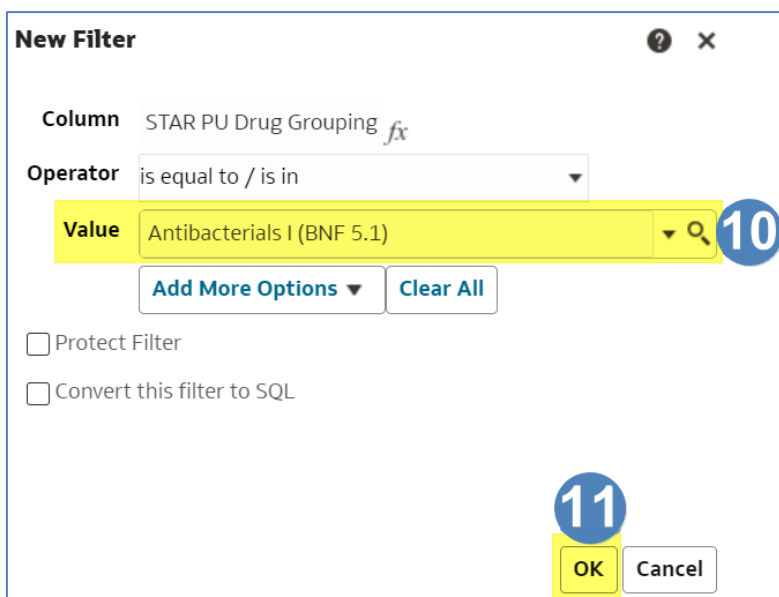 New Filter
Column STAR PU Drug Grouping fx
Operator is equal to / is in
Value Antibacterials I (BNF 5.1) 10
Add More Options Clear All
Protect Filter
Convert this filter to SQL
11
OK Cancel